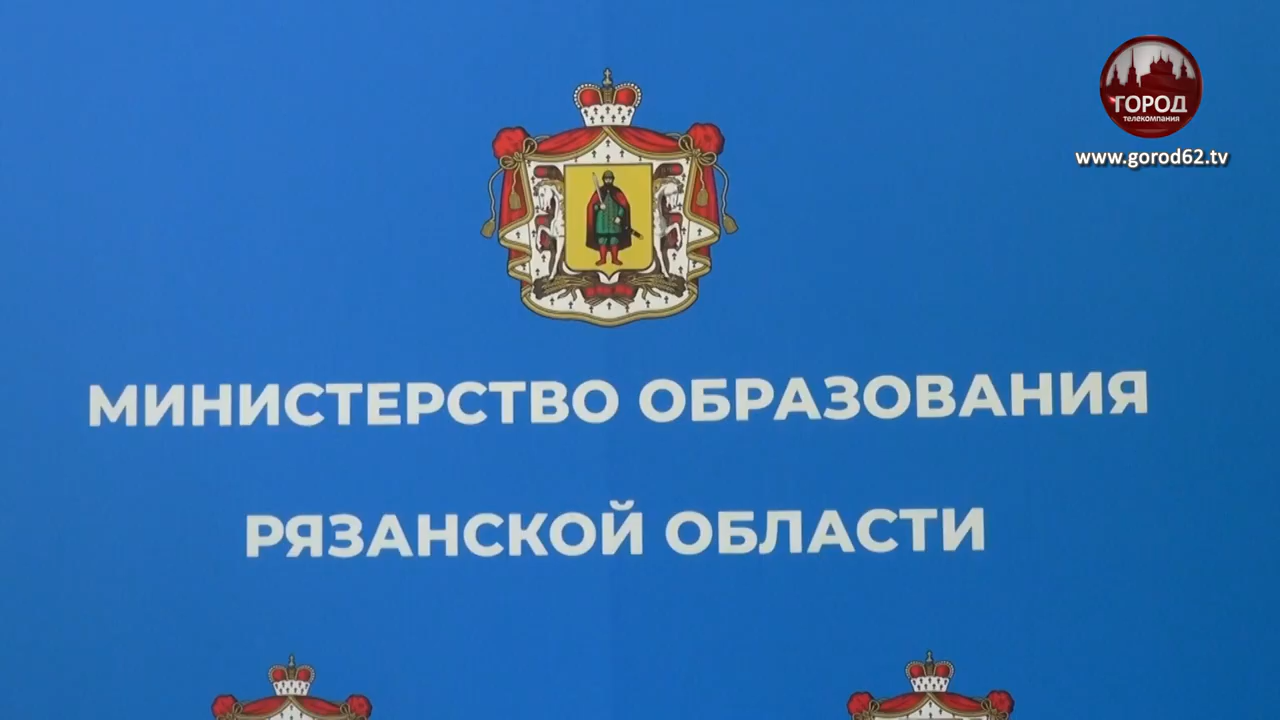 ГОРОД
телекомпания
www.gorod62.tv
МИНИСТЕРСТВО ОБРАЗОВАНИЯ
РЯЗАНСКОЙ ОБЛАСТИ